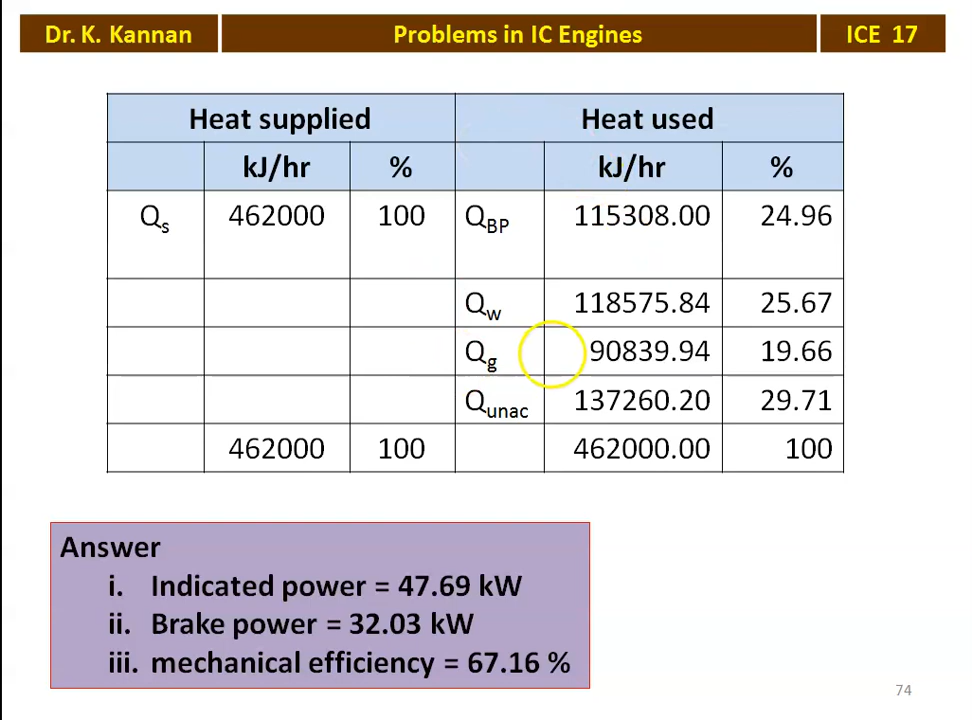 Dr. K. Kannan Problems in IC Engines ICE 17
Heat supplied Heat used
kJ/hr % kJ/hr %
Qs 462000 100 QBP 115308.00 24.96
Qw 118575.84 25.67
Qg 90839.94 19.66
Qunac 137260.20 29.71
462000 100 462000.00 100
Answer
i. Indicated power = 47.69 kW
ii. Brake power = 32.03 kW
iii. mechanical efficiency = 67.16 %
74